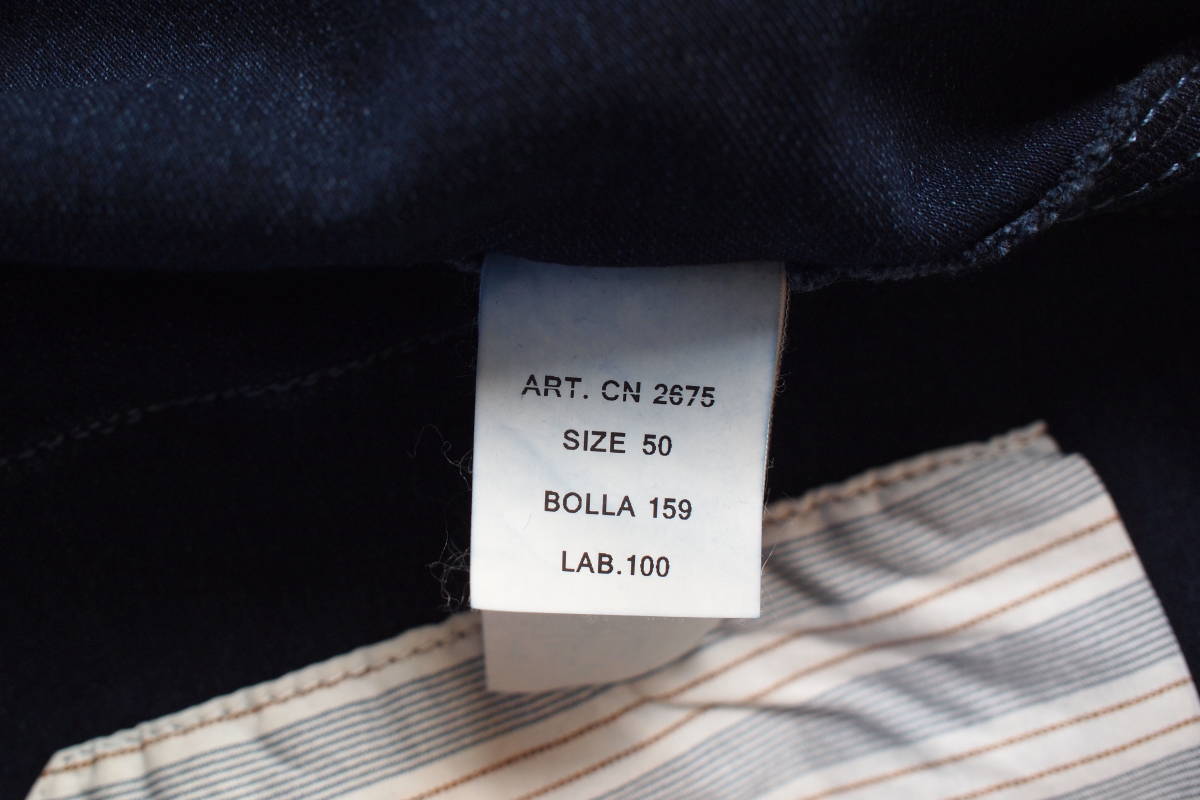 ART. CN 2675
SIZE 50
BOLLA 159
LAB.100